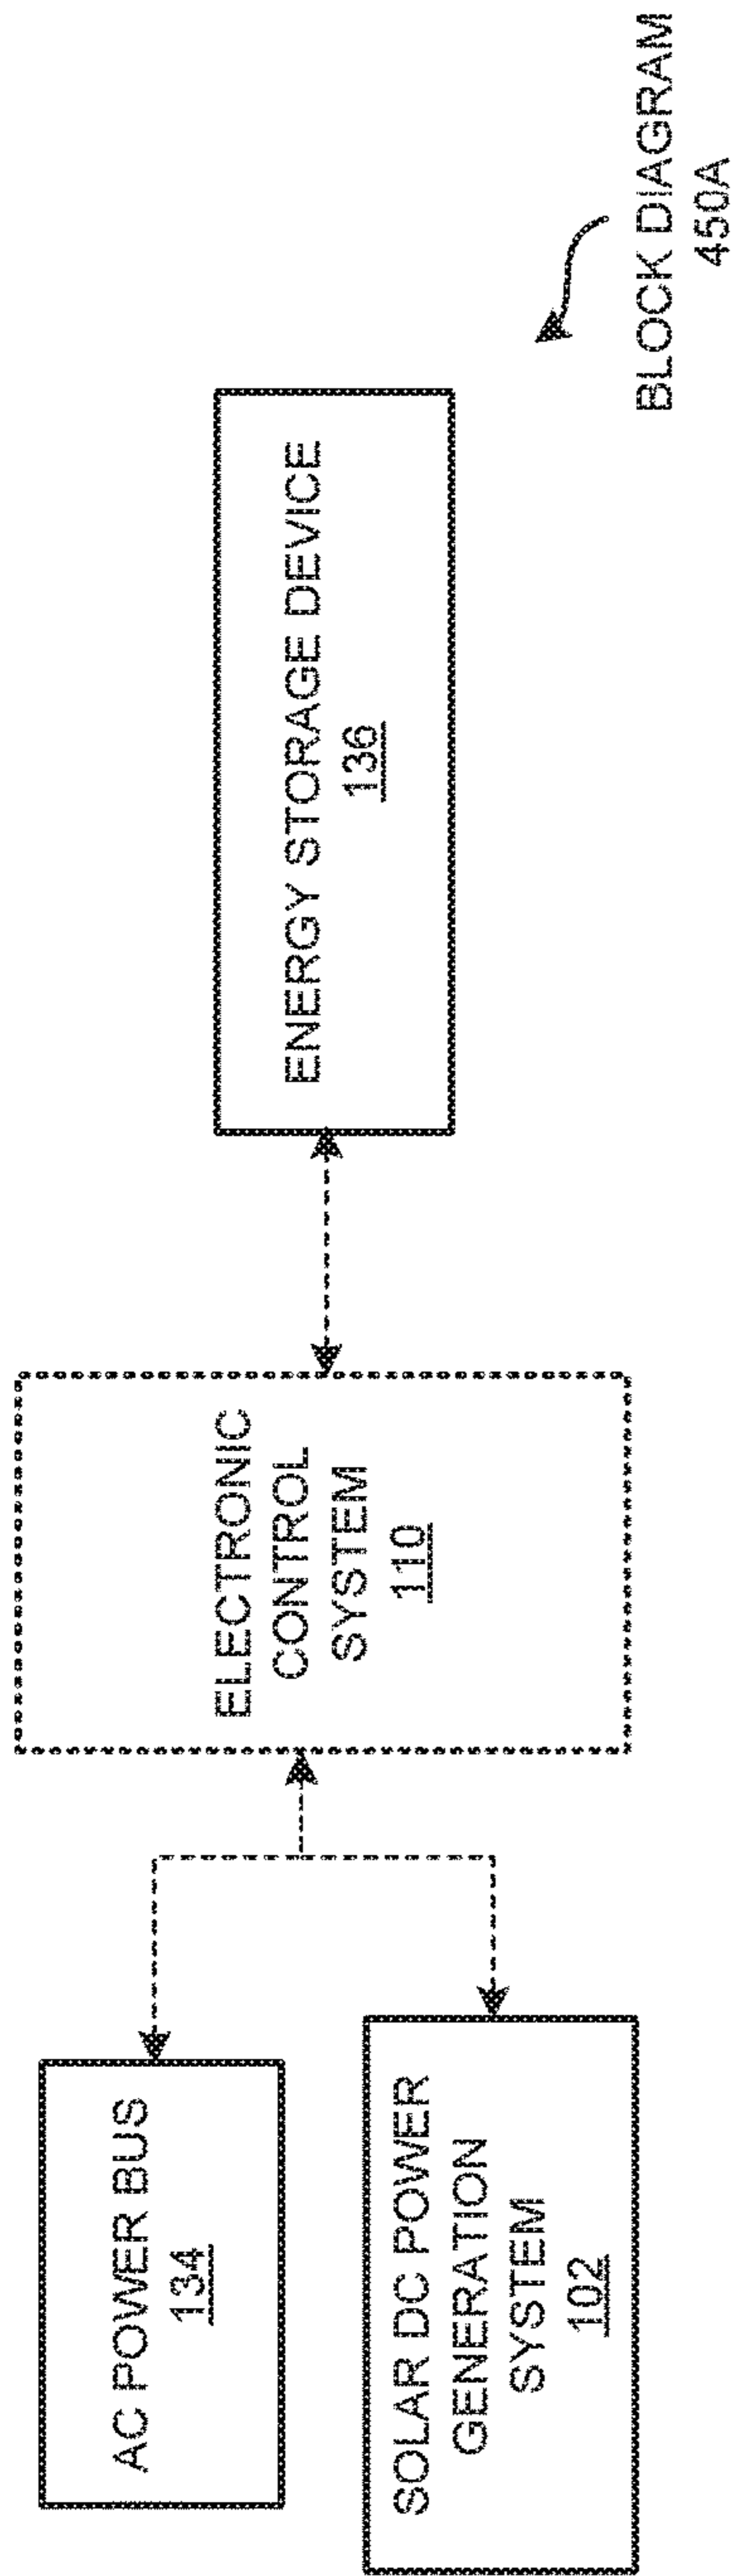 AC POWER BUS
134
SOLAR DC POWER
GENERATION
SYSTEM
102
ELECTRONIC
CONTROL
SYSTEM
110
ENERGY STORAGE DEVICE
136
BLOCK DIAGRAM
450A